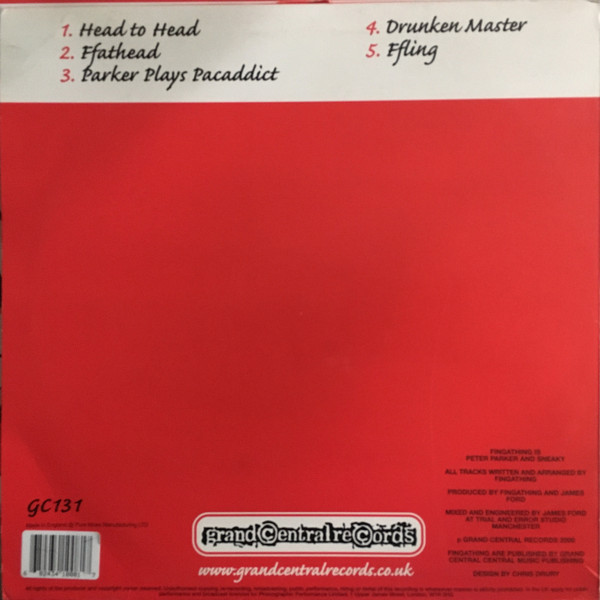 1. Head to Head
2. Ffathead
3. Parker Plays Pacaddict
4. Drunken Master
5. Ffling
FINGATHING IS
PETER PARKER AND SNEAKY
ALL TRACKS WRITTEN AND ARRANGED BY
FINGATHING
PRODUCED BY FINGATHING AND JAMES
FORD
MIXED AND ENGINEERED BY JAMES FORD
AT TRIAL AND ERROR STUDIO
MANCHESTER
GRAND CENTRAL RECORDS
FINGATHING ARE PUBLISHED BY GRAND
CENTRAL MUSIC PUBLISHING
DESIGN BY CHRIS DRURY
GC131
Made in England
grandcentralrecords
www.grandcentralrecords.co.uk